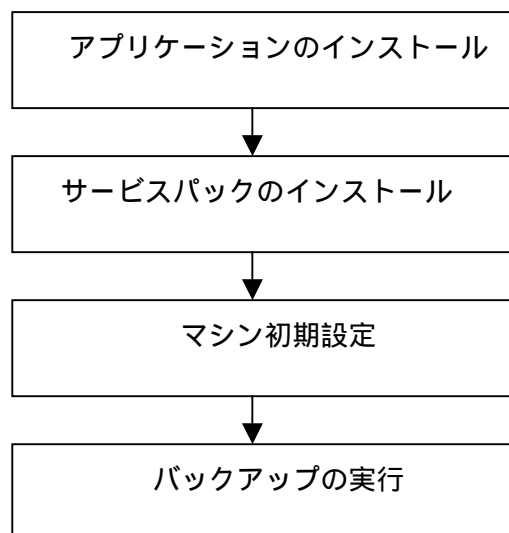 アプリケーションのインストール
サービスパックのインストール
マシン初期設定
バックアップの実行